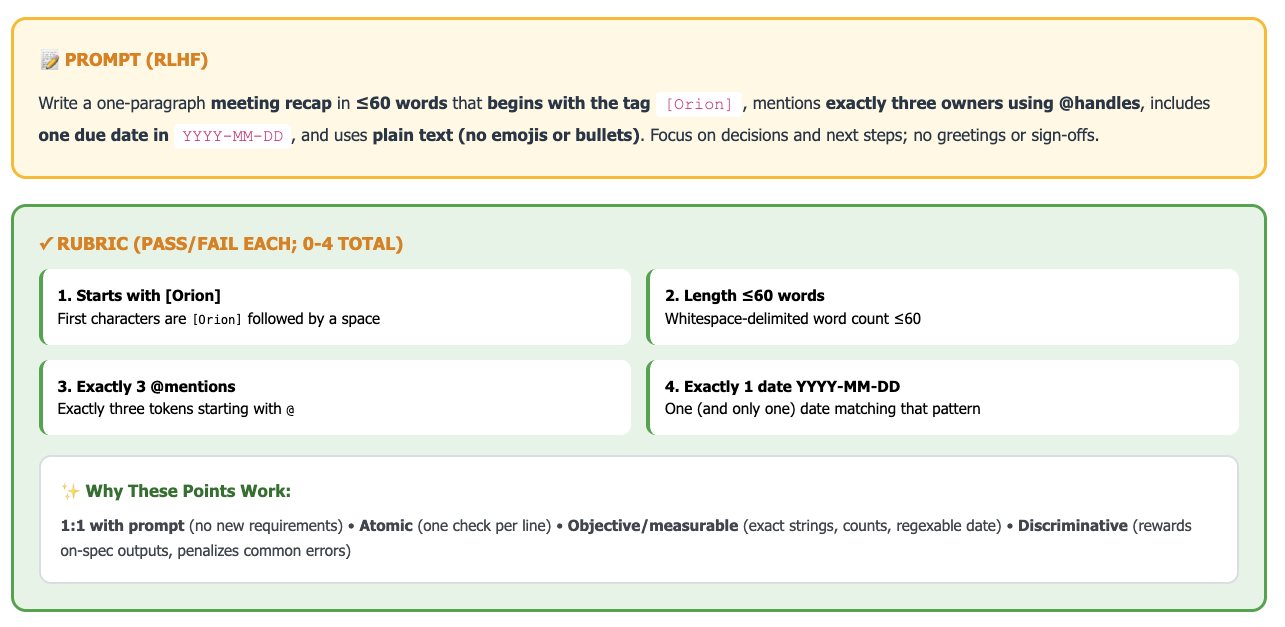 📝 PROMPT (RLHF)
Write a one-paragraph meeting recap in ≤60 words that begins with the tag [Orion] , mentions exactly three owners using @handles, includes
one due date in YYYY-MM-DD , and uses plain text (no emojis or bullets). Focus on decisions and next steps; no greetings or sign-offs.
✓ RUBRIC (PASS/FAIL EACH; 0-4 TOTAL)
1. Starts with [Orion]
First characters are [Orion] followed by a space
2. Length ≤60 words
Whitespace-delimited word count ≤60
3. Exactly 3 @mentions
Exactly three tokens starting with @
4. Exactly 1 date YYYY-MM-DD
One (and only one) date matching that pattern
✨ Why These Points Work:
1:1 with prompt (no new requirements) • Atomic (one check per line) • Objective/measurable (exact strings, counts, regexable date) • Discriminative (rewards
on-spec outputs, penalizes common errors)